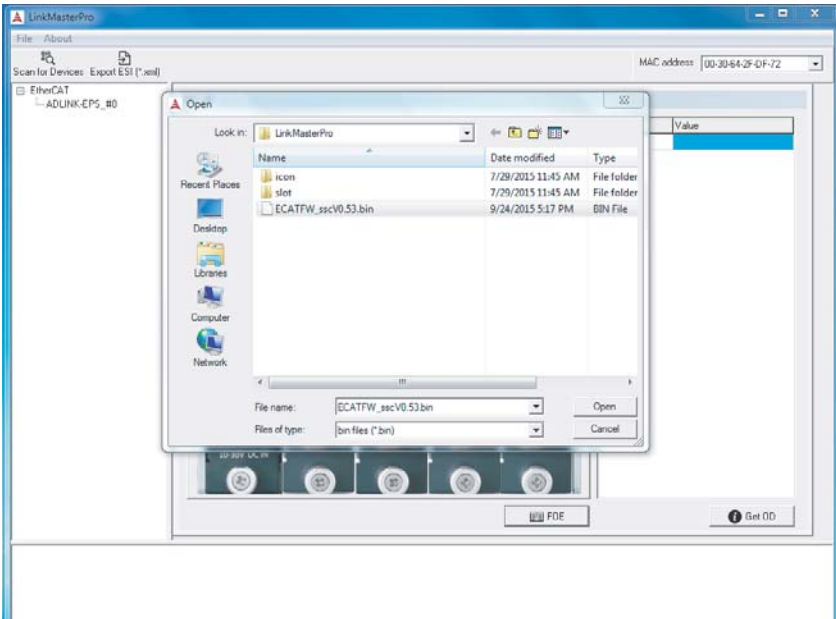 LinkMasterPro
File About
Scan for Devices Export ESI (*.xml)
MAC address 00-30-64-2F-DF-72
EtherCAT
ADLINK-EPS_#0
Open
Look in: LinkMasterPro
Name Date modified Type
icon 7/29/2015 11:45 AM File folder
slot 7/29/2015 11:45 AM File folder
ECATFW_sscV0.53.bin 9/24/2015 5:17 PM BIN File
Recent Places
Desktop
Libraries
Computer
Network
File name: ECATFW_sscV0.53.bin Open
Files of type: bin files (*.bin) Cancel
Value
10-30V DC IN
FOE
Get OD